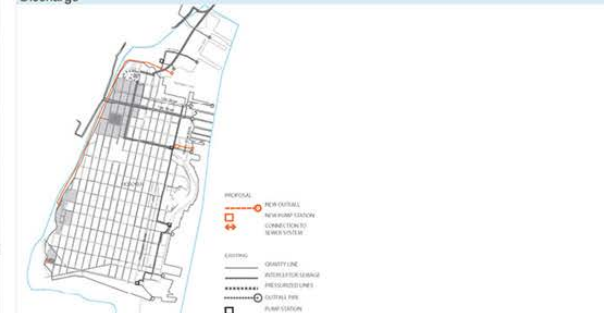 Discharge
PROPOSAL
NEW OUTFALL
NEW PUMP STATION
CONNECTION TO
SEWER SYSTEM
EXISTING
GRAVITY LINE
INTERCEPTOR SEWAGE
PRESSURIZED LINES
OUTFALL PIPE
PUMP STATION